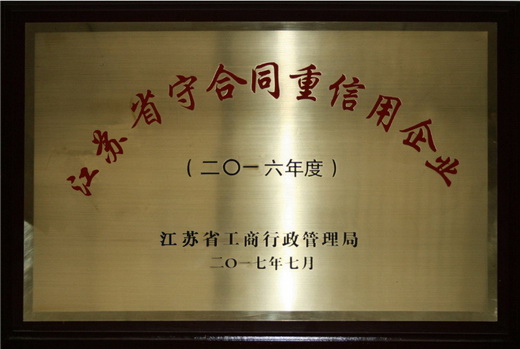 江苏省守合同重信用企业
(二〇一六年度)
江苏省工商行政管理局
二〇一七年七月